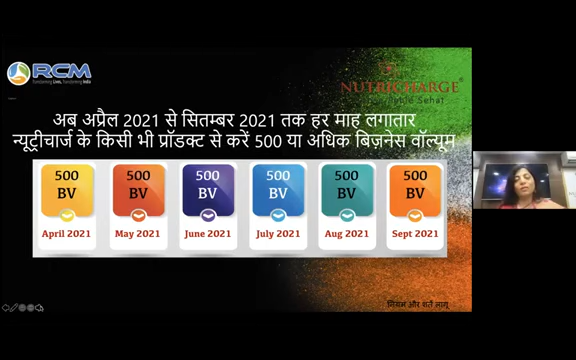 RCM
Transforming Lives, Transforming India
NUTRICHARGE®
Pehle Sehat
अब अप्रैल 2021 से सितम्बर 2021 तक हर माह लगातार
न्यूट्रीचार्ज के किसी भी प्रॉडक्ट से करें 500 या अधिक बिज़नेस वॉल्यूम
500 BV April 2021
500 BV May 2021
500 BV June 2021
500 BV July 2021
500 BV Aug 2021
500 BV Sept 2021
नियम और शर्तें लागू